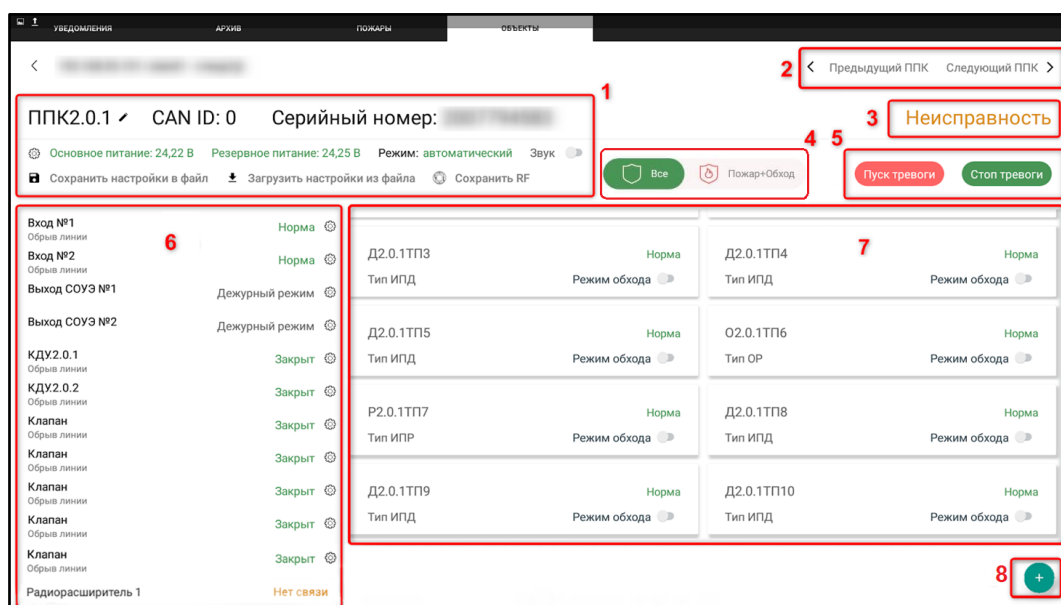 УВЕДОМЛЕНИЯ АРХИВ ПОЖАРЫ ОБЪЕКТЫ
2 Предыдущий ППК Следующий ППК
1
ППК2.0.1 CAN ID: 0 Серийный номер:
3 Неисправность
Основное питание: 24,22 В Резервное питание: 24,25 В Режим: автоматический Звук
4 5
Сохранить настройки в файл Загрузить настройки из файла Сохранить RF
Все Пожар+Обход
Пуск тревоги Стоп тревоги
6
Вход №1 Норма
Обрыв линии
Вход №2 Норма
Обрыв линии
Выход СОУЭ №1 Дежурный режим
Выход СОУЭ №2 Дежурный режим
КДУ.2.0.1 Закрыт
Обрыв линии
КДУ.2.0.2 Закрыт
Обрыв линии
Клапан Закрыт
Обрыв линии
Клапан Закрыт
Обрыв линии
Клапан Закрыт
Обрыв линии
Клапан Закрыт
Обрыв линии
Клапан Закрыт
Обрыв линии
Радиорасширитель 1 Нет связи
7
Д2.0.1ТП3 Норма
Тип ИПД Режим обхода
Д2.0.1ТП4 Норма
Тип ИПД Режим обхода
Д2.0.1ТП5 Норма
Тип ИПД Режим обхода
О2.0.1ТП6 Норма
Тип ОР Режим обхода
Р2.0.1ТП7 Норма
Тип ИПР Режим обхода
Д2.0.1ТП8 Норма
Тип ИПД Режим обхода
Д2.0.1ТП9 Норма
Тип ИПД Режим обхода
Д2.0.1ТП10 Норма
Тип ИПД Режим обхода
8 +